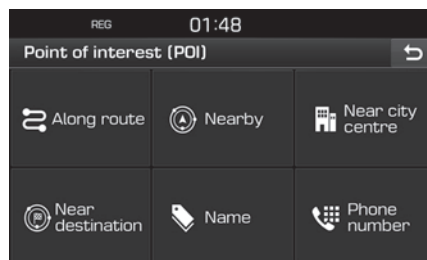 REG 01:48
Point of interest (POI)
Along route
Nearby
Near city
centre
Near
destination
Name
Phone
number